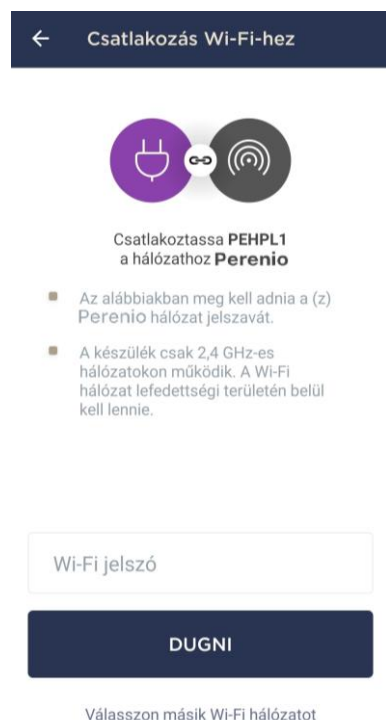 Csatlakozás Wi-Fi-hez
Csatlakoztassa PEHPL1
a hálózathoz Perenio
Az alábbiakban meg kell adnia a (z)
Perenio hálózat jelszavát.
A készülék csak 2,4 GHz-es
hálózatokon működik. A Wi-Fi
hálózat lefedettségi területén belül
kell lennie.
Wi-Fi jelszó
DUGNI
Válasszon másik Wi-Fi hálózatot